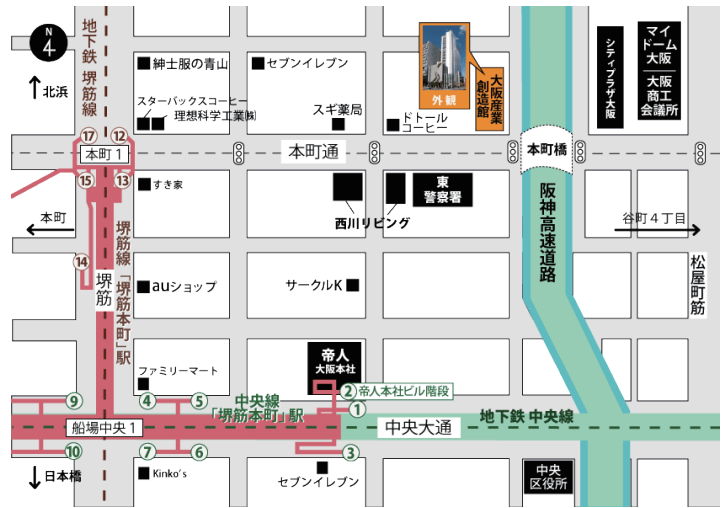 N
4
北浜
地下鉄 堺筋線
紳士服の青山
セブンイレブン
外観
大阪産業
創造館
シティプラザ大阪
マイ
ドーム
大阪
大阪
商工
会議所
スターバックスコーヒー
理想科学工業㈱
スギ薬局
ドトール
コーヒー
17
12
本町1
本町通
本町橋
15
13
すき家
西川リビング
東
警察署
阪神高速道路
本町
谷町4丁目
14
堺筋
堺筋線「堺筋本町」駅
auショップ
サークルK
松屋町筋
ファミリーマート
帝人
大阪本社
②帝人本社ビル階段
①
⑨
④
⑤
中央線
「堺筋本町」駅
地下鉄 中央線
船場中央1
中央大通
⑩
⑦
⑥
③
日本橋
Kinko's
セブンイレブン
中央
区役所